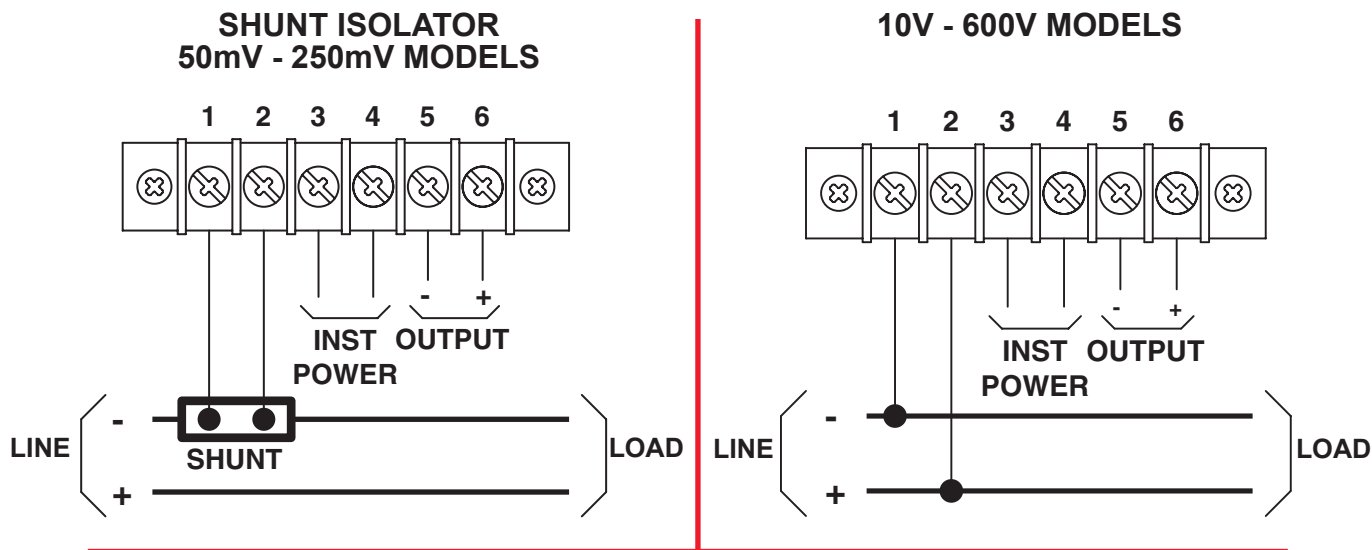 SHUNT ISOLATOR
50mV - 250mV MODELS
1 2 3 4 5 6
- +
INST OUTPUT
POWER
LINE
-
+
SHUNT
LOAD
10V - 600V MODELS
1 2 3 4 5 6
- +
INST OUTPUT
POWER
LINE
-
+
LOAD